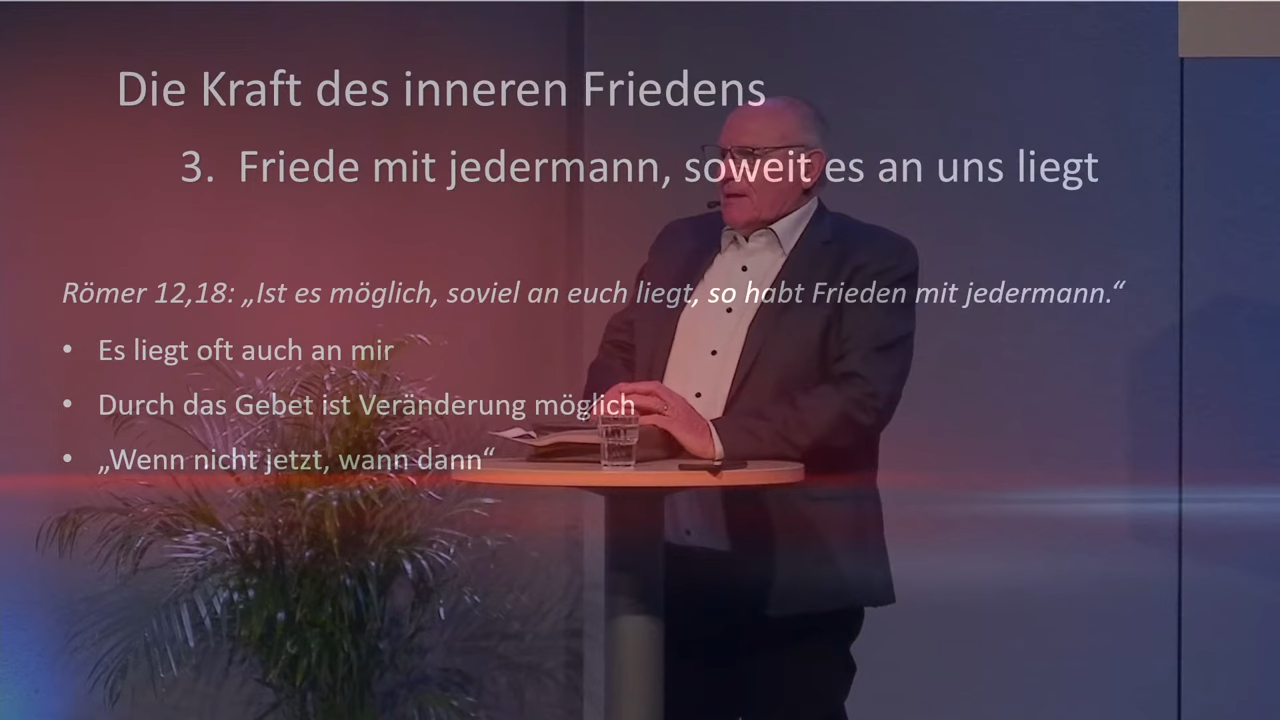 Die Kraft des inneren Friedens
3. Friede mit jedermann, soweit es an uns liegt
Römer 12,18: „Ist es möglich, soviel an euch liegt, so habt Frieden mit jedermann.“
• Es liegt oft auch an mir
• Durch das Gebet ist Veränderung möglich
• „Wenn nicht jetzt, wann dann“